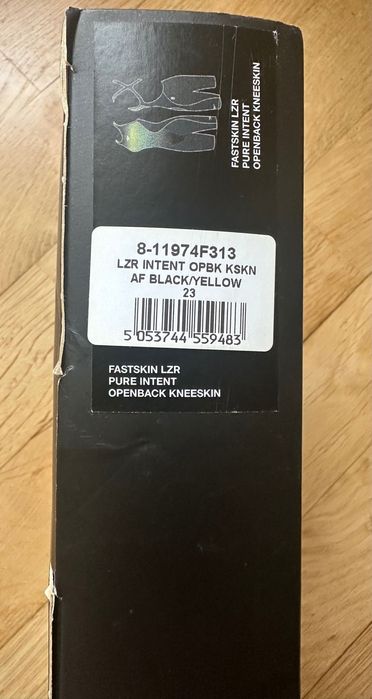 FASTSKIN LZR
PURE INTENT
OPENBACK KNEESKIN
8-11974F313
LZR INTENT OPBK KSKN
AF BLACK/YELLOW
23
5 053744 559483
FASTSKIN LZR
PURE INTENT
OPENBACK KNEESKIN